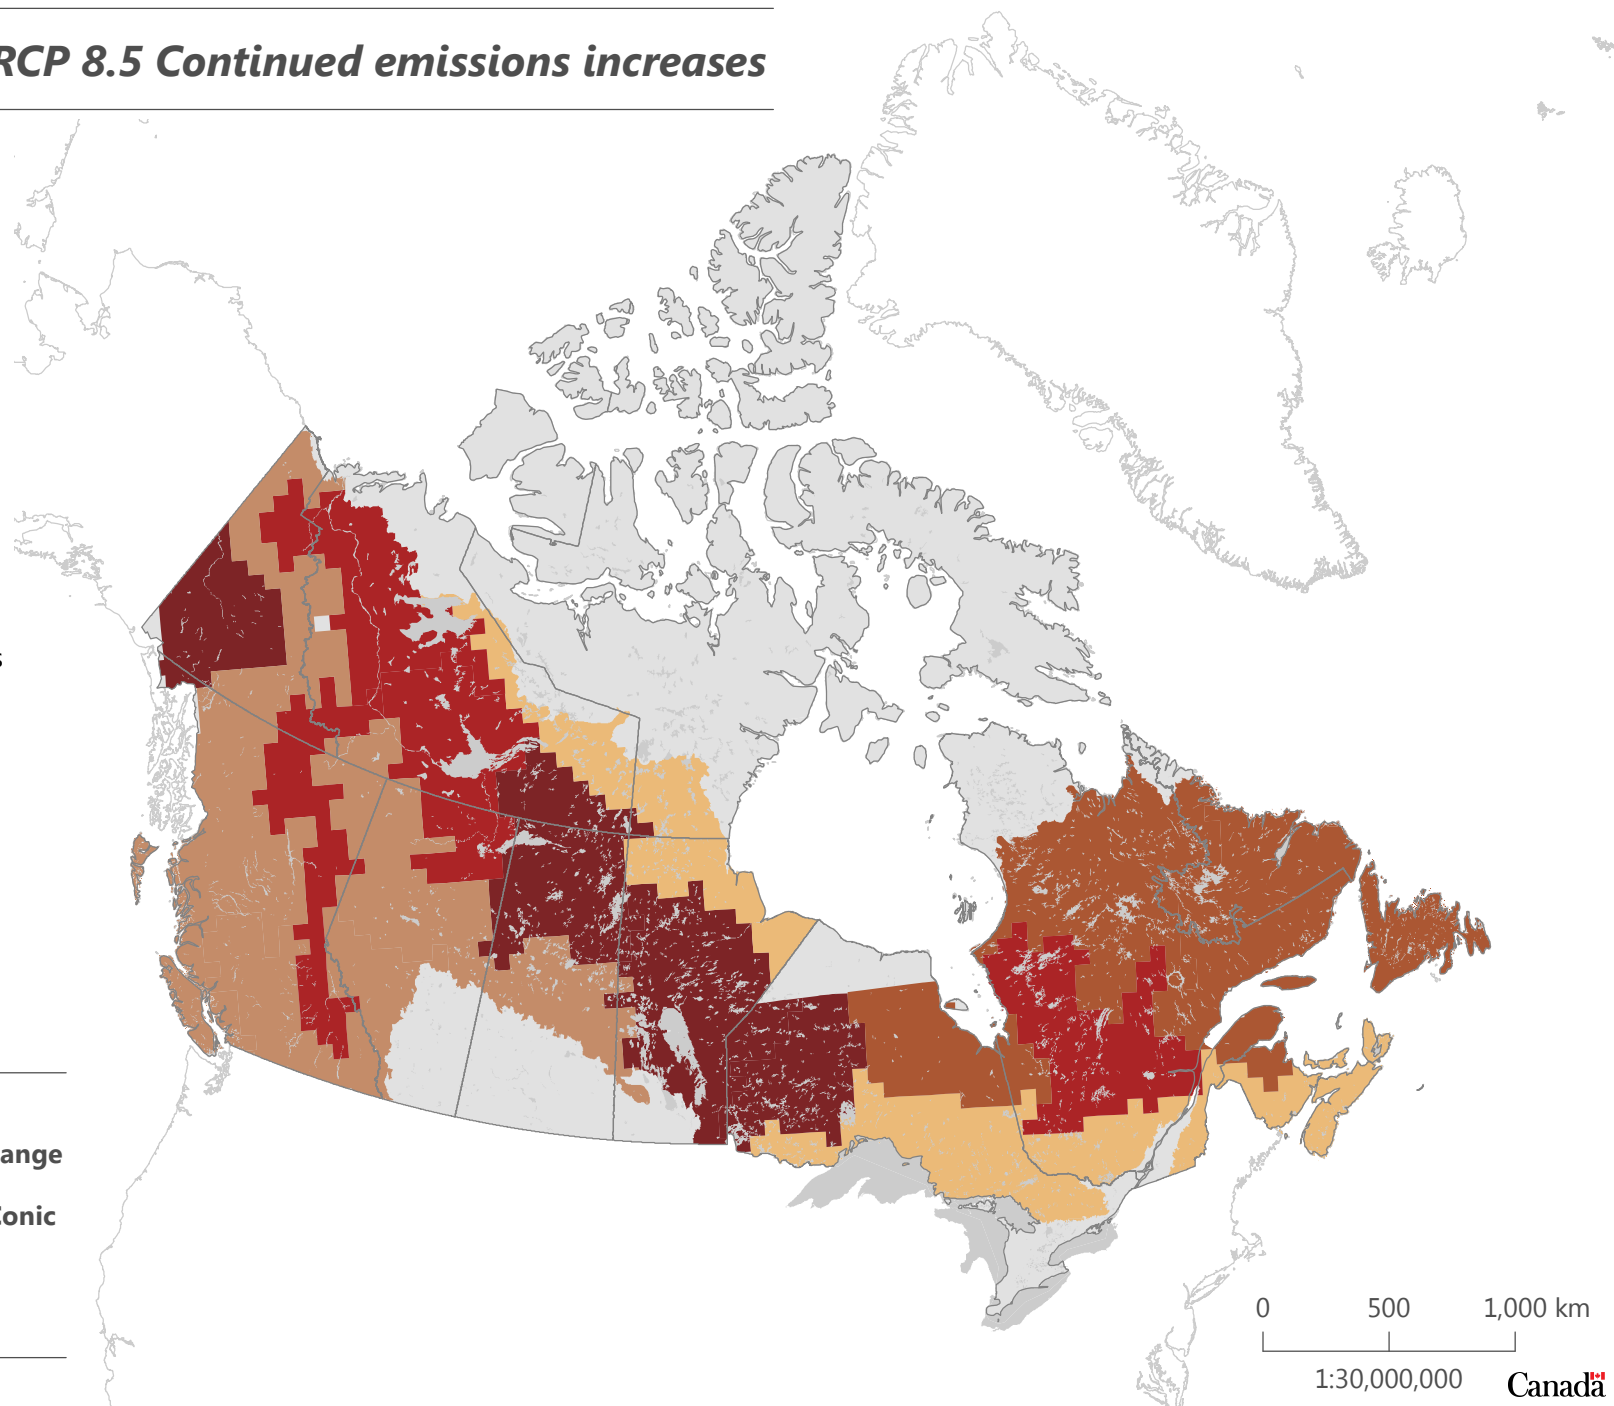 RCP 8.5 Continued emissions increases
s
ange
Conic
0 500 1,000 km
1:30,000,000
Canada